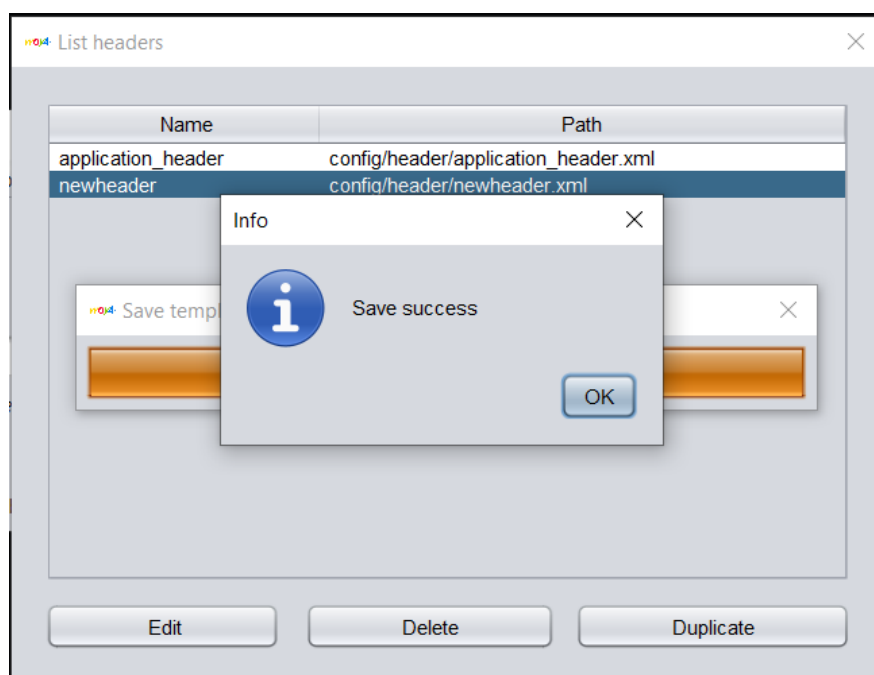 List headers
Name Path
application_header config/header/application_header.xml
newheader config/header/newheader.xml
Info
Save temp
Save success
OK
Edit Delete Duplicate